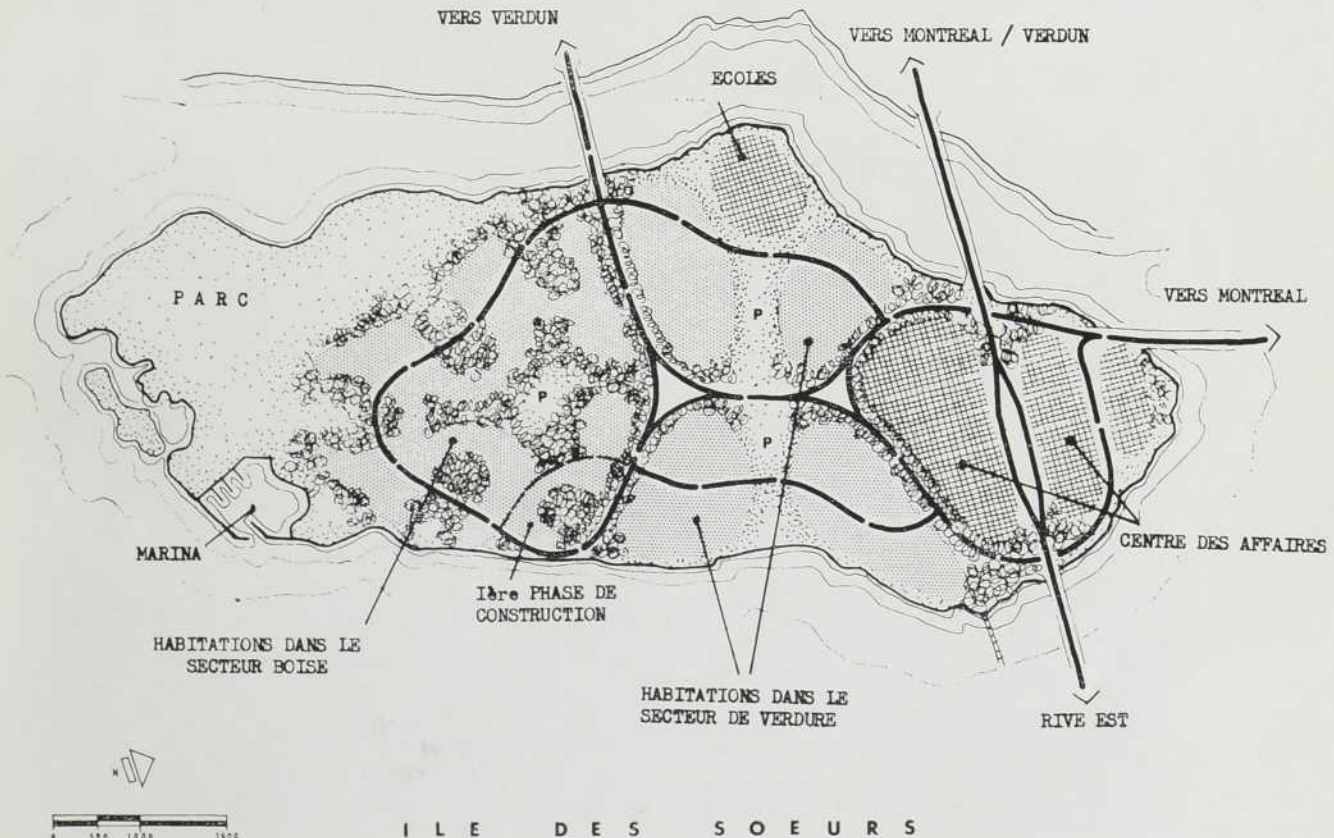 VERS VERDUN
VERS MONTREAL / VERDUN
ECOLES
VERS MONTREAL
PARC
P
P
P
MARINA
Ière PHASE DE
CONSTRUCTION
CENTRE DES AFFAIRES
HABITATIONS DANS LE
SECTEUR BOISE
HABITATIONS DANS LE
SECTEUR DE VERDURE
RIVE EST
N
ILE DES SOEURS